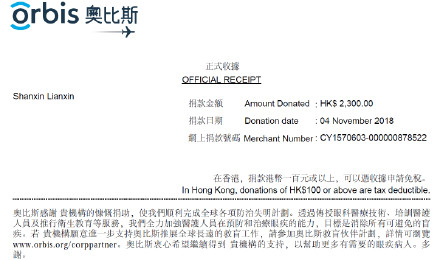 orbis 奧比斯
正式收據
OFFICIAL RECEIPT
Shanxin Lianxin
捐款金額 Amount Donated : HK$ 2,300.00
捐款日期 Donation date : 04 November 2018
網上捐款號碼 Merchant Number : CY1570603-000000878522
在香港，捐款港幣一百元或以上，可以憑收據申請免稅。
In Hong Kong, donations of HK$100 or above are tax deductible.
奧比斯感謝 貴機構的慷慨捐助，使我們順利完成全球各項防治失明計劃。透過傳授眼科醫療技術、培訓醫護
人員及推行衛生教育等服務，我們全力加強醫護人員在預防和治療眼疾的能力，目標是消除所有可避免的盲
疾。若 貴機構願意進一步支持奧比斯推展全球長遠的救盲工作，請參加奧比斯救盲伙伴計劃，詳情可瀏覽
www.orbis.org/corppartner。奧比斯衷心希望繼續得到 貴機構的支持，以幫助更多有需要的眼疾病人。多
謝。